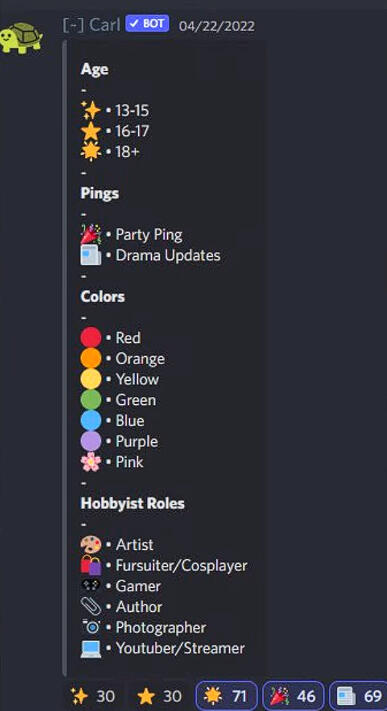 [~] Carl ✓ BOT 04/22/2022
Age
-
✨ • 13-15
⭐ • 16-17
🌟 • 18+
-
Pings
-
🎉 • Party Ping
📰 • Drama Updates
-
Colors
-
🔴 • Red
🟠 • Orange
🟡 • Yellow
🟢 • Green
🔵 • Blue
🟣 • Purple
🌸 • Pink
-
Hobbyist Roles
-
🎨 • Artist
🛍️ • Fursuiter/Cosplayer
🎮 • Gamer
📎 • Author
📷 • Photographer
💻 • Youtuber/Streamer
✨ 30 ⭐ 30 🌟 71 🎉 46 📰 69